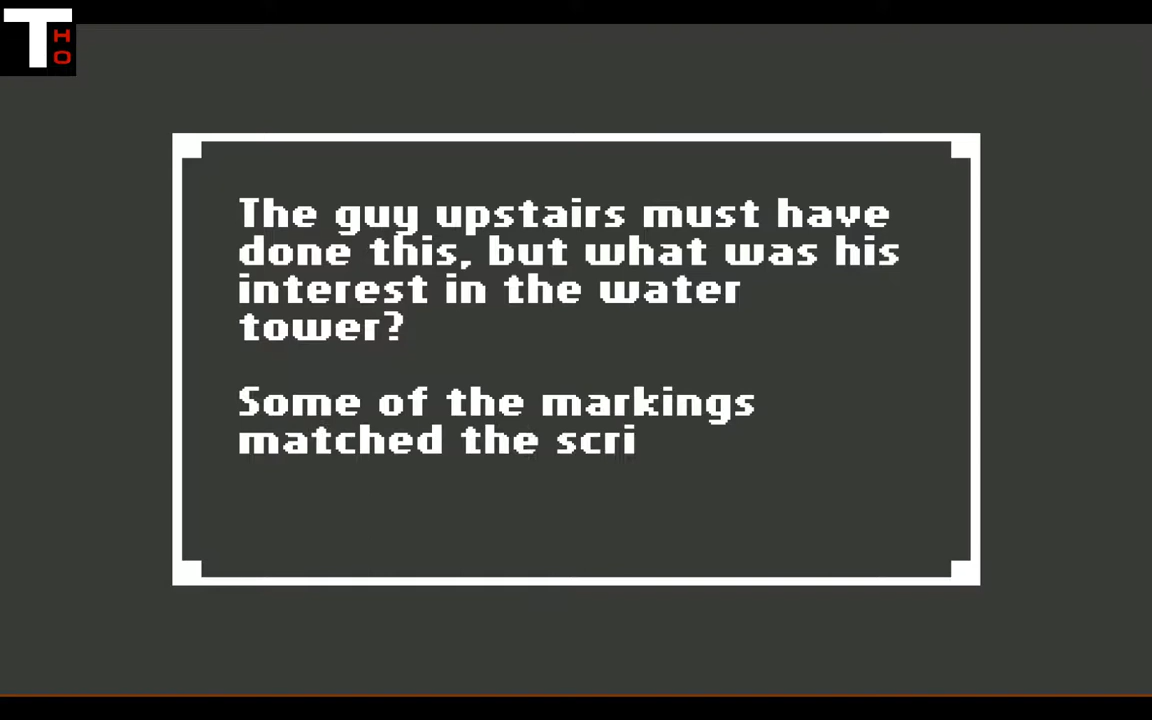 T
HO
The guy upstairs must have
done this, but what was his
interest in the water
tower?
Some of the markings
matched the scri